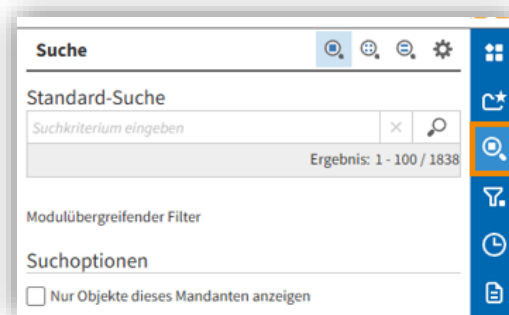 Suche
Standard-Suche
Suchkriterium eingeben
Ergebnis: 1 - 100 / 1838
Modulübergreifender Filter
Suchoptionen
Nur Objekte dieses Mandanten anzeigen